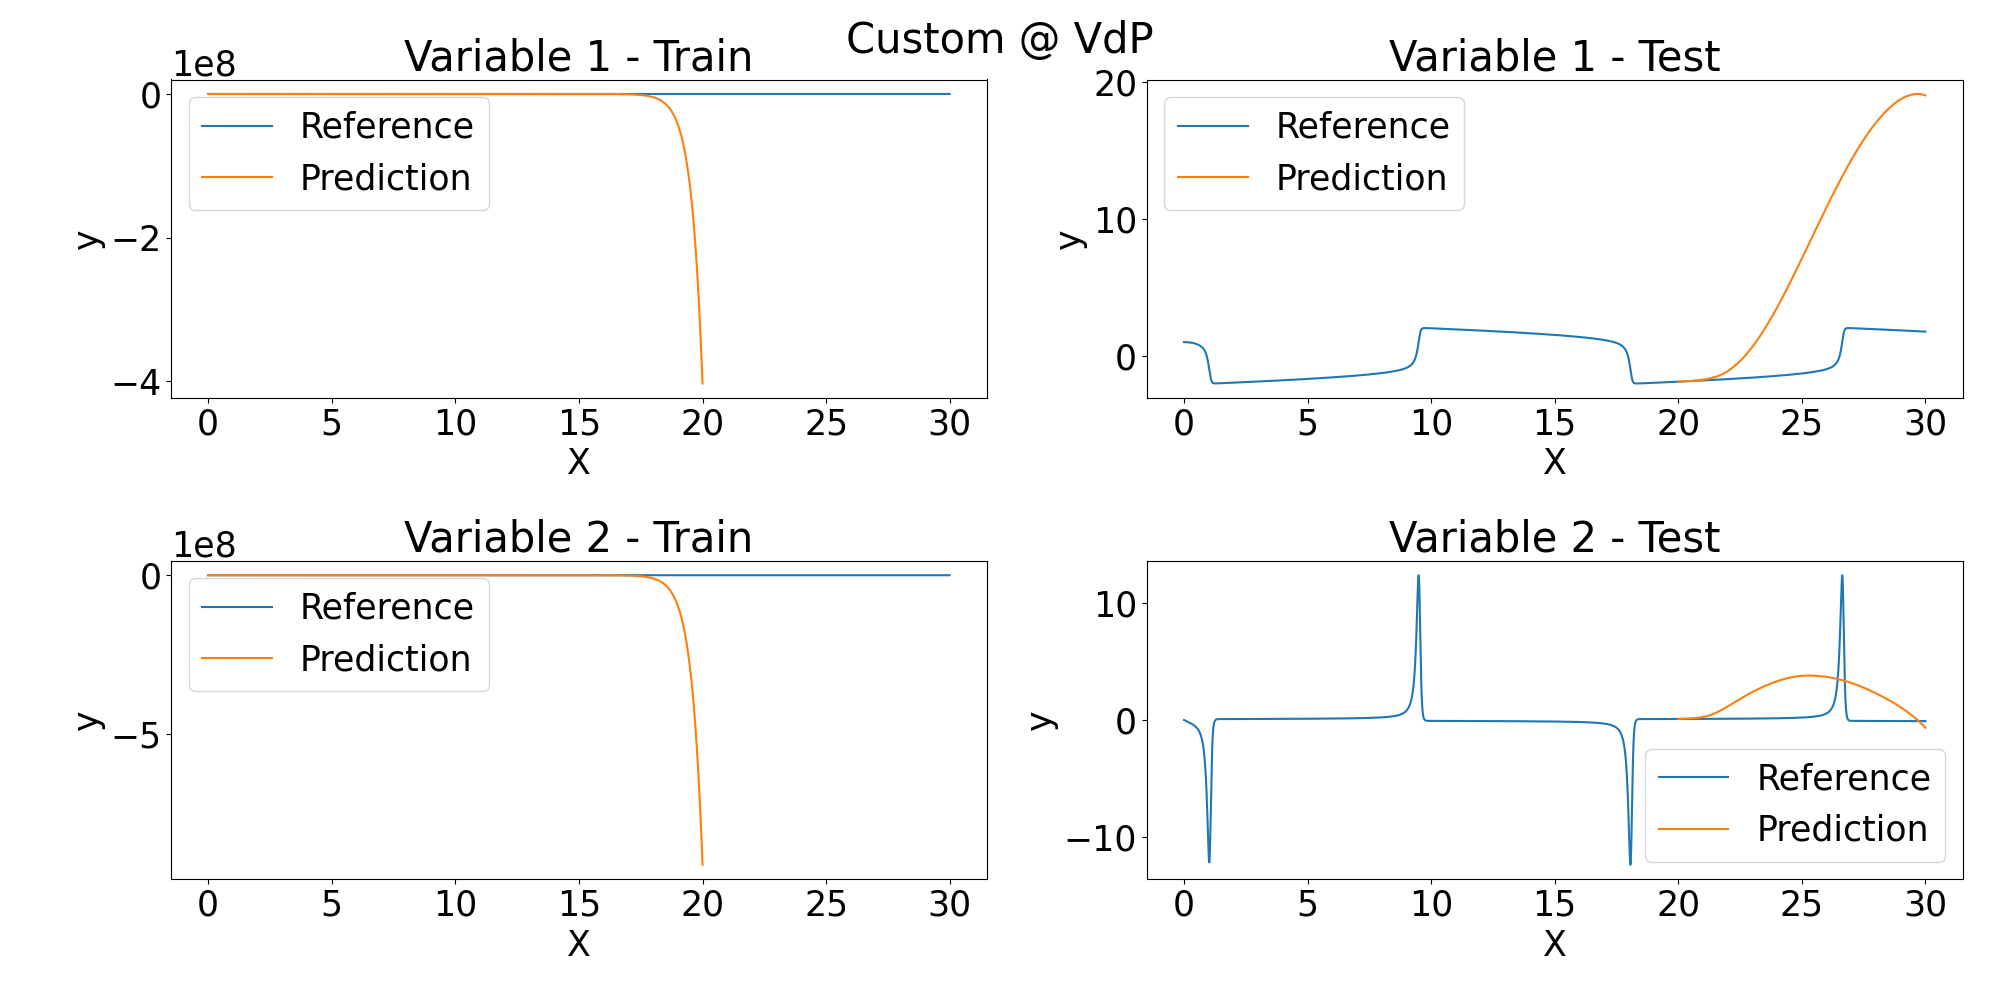 Custom @ VdP
Variable 1 - Train
1e8
0
−2
−4
y
Reference
Prediction
0 5 10 15 20 25 30
X
Variable 1 - Test
20
10
0
y
Reference
Prediction
0 5 10 15 20 25 30
X
Variable 2 - Train
1e8
0
−5
y
Reference
Prediction
0 5 10 15 20 25 30
X
Variable 2 - Test
10
0
−10
y
Reference
Prediction
0 5 10 15 20 25 30
X